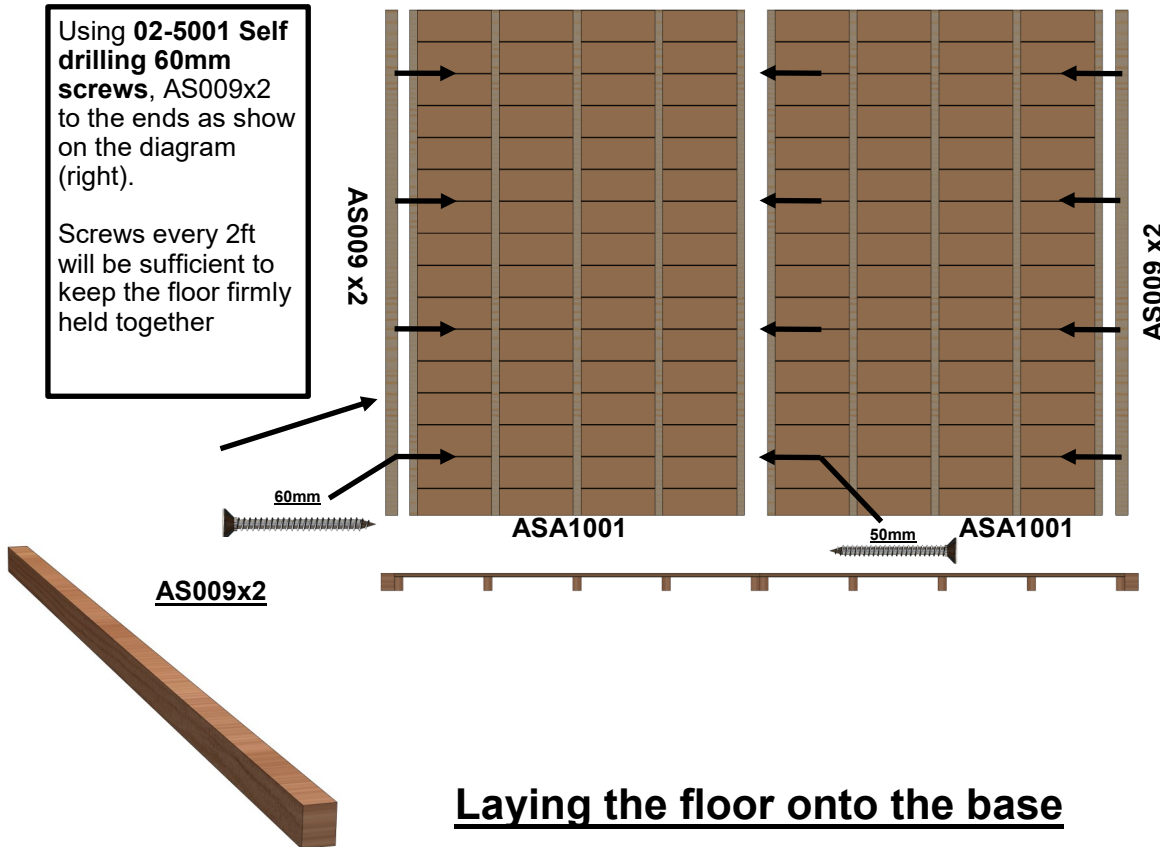 Using 02-5001 Self
drilling 60mm
screws, AS009x2
to the ends as show
on the diagram
(right).
Screws every 2ft
will be sufficient to
keep the floor firmly
held together
AS009 x2
AS009 x2
60mm
ASA1001
50mm
ASA1001
AS009x2
Laying the floor onto the base